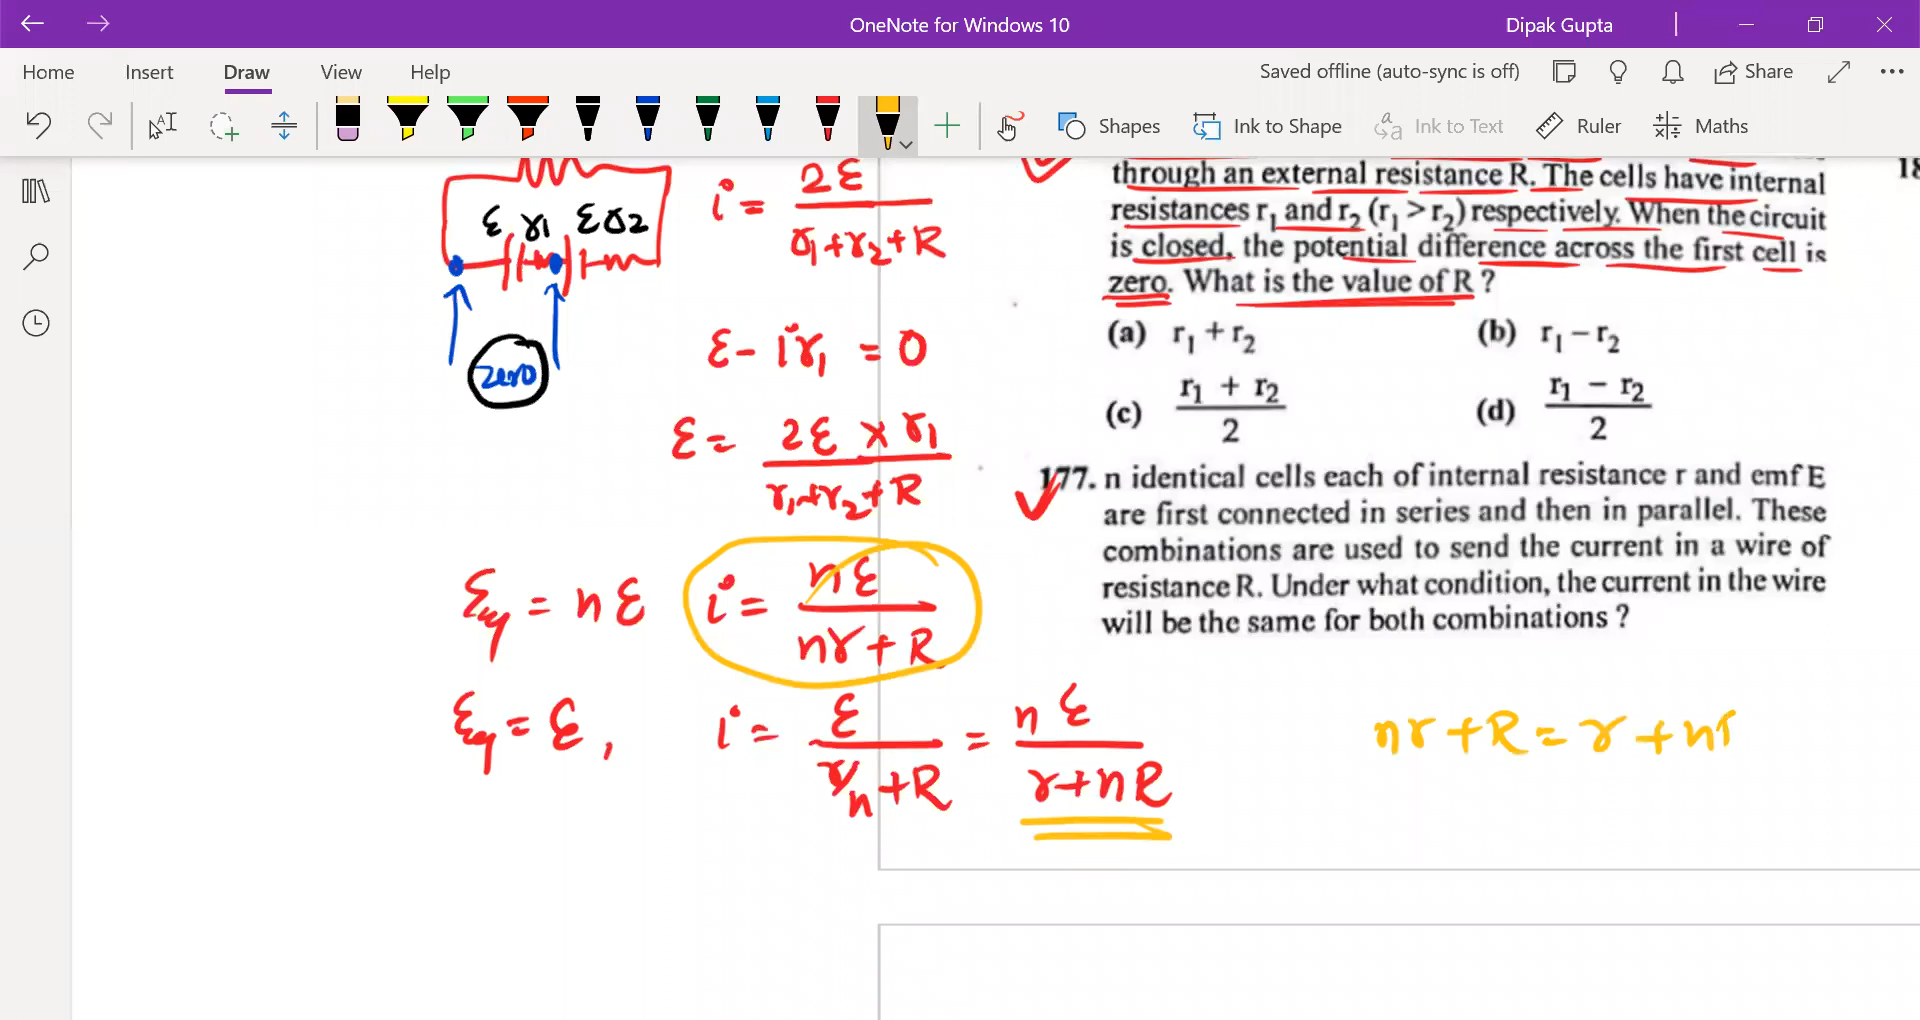 OneNote for Windows 10
Dipak Gupta
Home Insert Draw View Help
Saved offline (auto-sync is off) Share
Shapes Ink to Shape Ink to Text Ruler Maths
ε r1 ε r2
zero
i = 2ε / (r1 + r2 + R)
ε - i r1 = 0
ε = 2ε × r1 / (r1 + r2 + R)
εeq = nε i = nε / (nr + R)
εeq = ε, i = ε / (r/n + R) = nε / (r + nR)
through an external resistance R. The cells have internal
resistances r1 and r2 (r1 > r2) respectively. When the circuit
is closed, the potential difference across the first cell is
zero. What is the value of R ?
(a) r1 + r2 (b) r1 − r2
(c) (r1 + r2) / 2 (d) (r1 − r2) / 2
177. n identical cells each of internal resistance r and emf E
are first connected in series and then in parallel. These
combinations are used to send the current in a wire of
resistance R. Under what condition, the current in the wire
will be the same for both combinations ?
nr + R = r + n
18